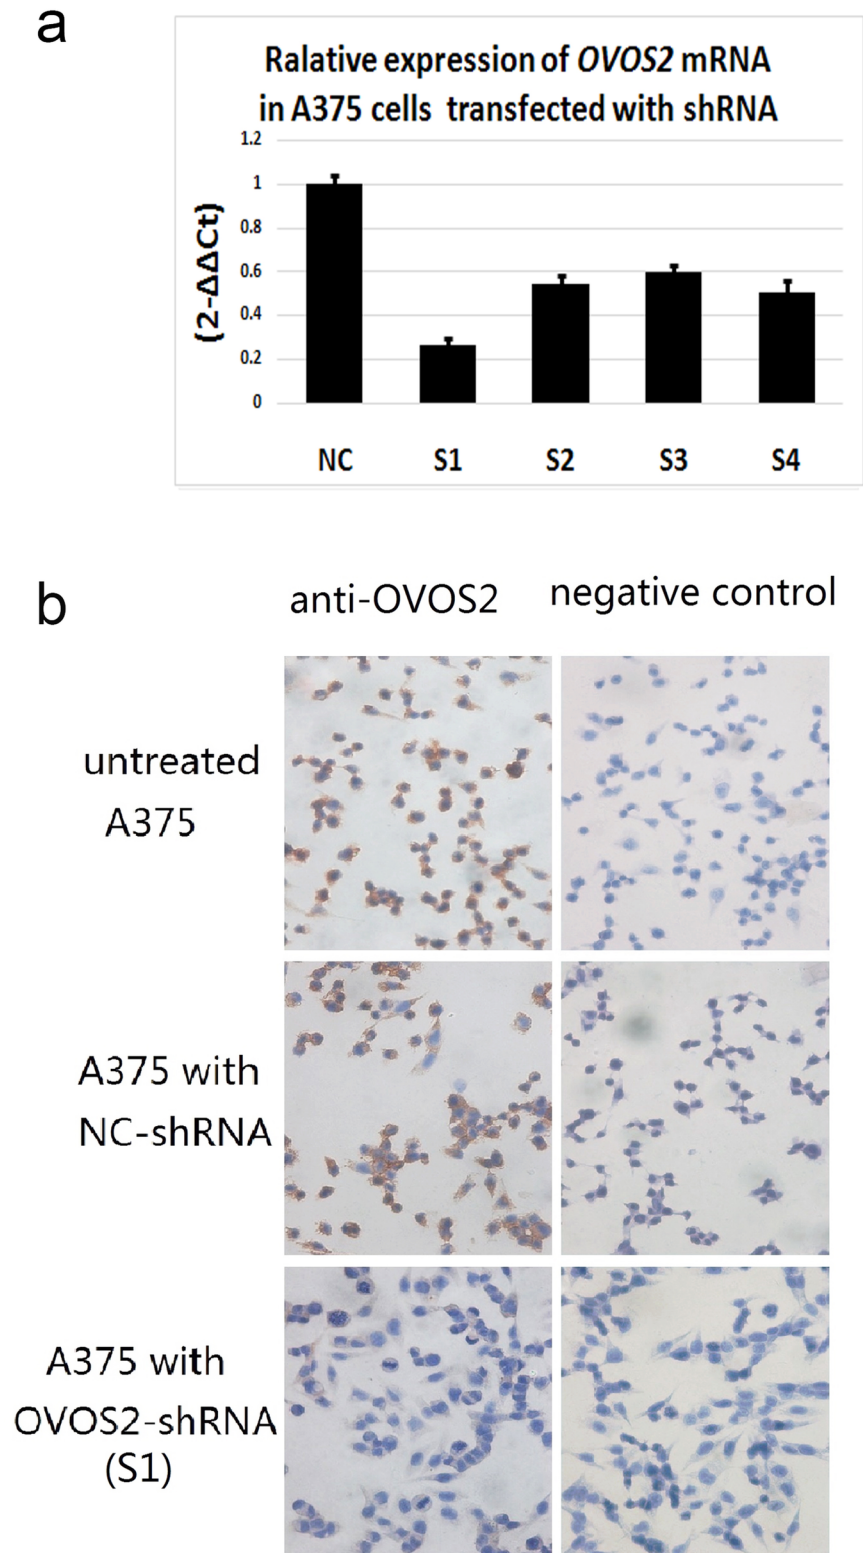 a
Ralative expression of OVOS2 mRNA
in A375 cells transfected with shRNA
(2-ΔΔCt)
1.2
1
0.8
0.6
0.4
0.2
0
NC S1 S2 S3 S4
b
anti-OVOS2 negative control
untreated
A375
A375 with
NC-shRNA
A375 with
OVOS2-shRNA
(S1)